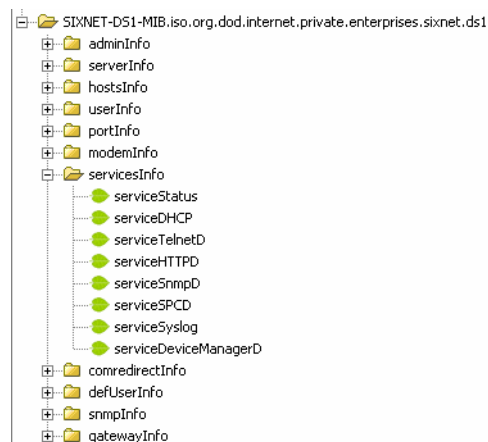 SIXNET-DS1-MIB.iso.org.dod.internet.private.enterprises.sixnet.ds1
adminInfo
serverInfo
hostsInfo
userInfo
portInfo
modemInfo
servicesInfo
serviceStatus
serviceDHCP
serviceTelnetD
serviceHTTPD
serviceSnmpD
serviceSPCD
serviceSyslog
serviceDeviceManagerD
comredirectInfo
defUserInfo
snmpInfo
gatewayInfo